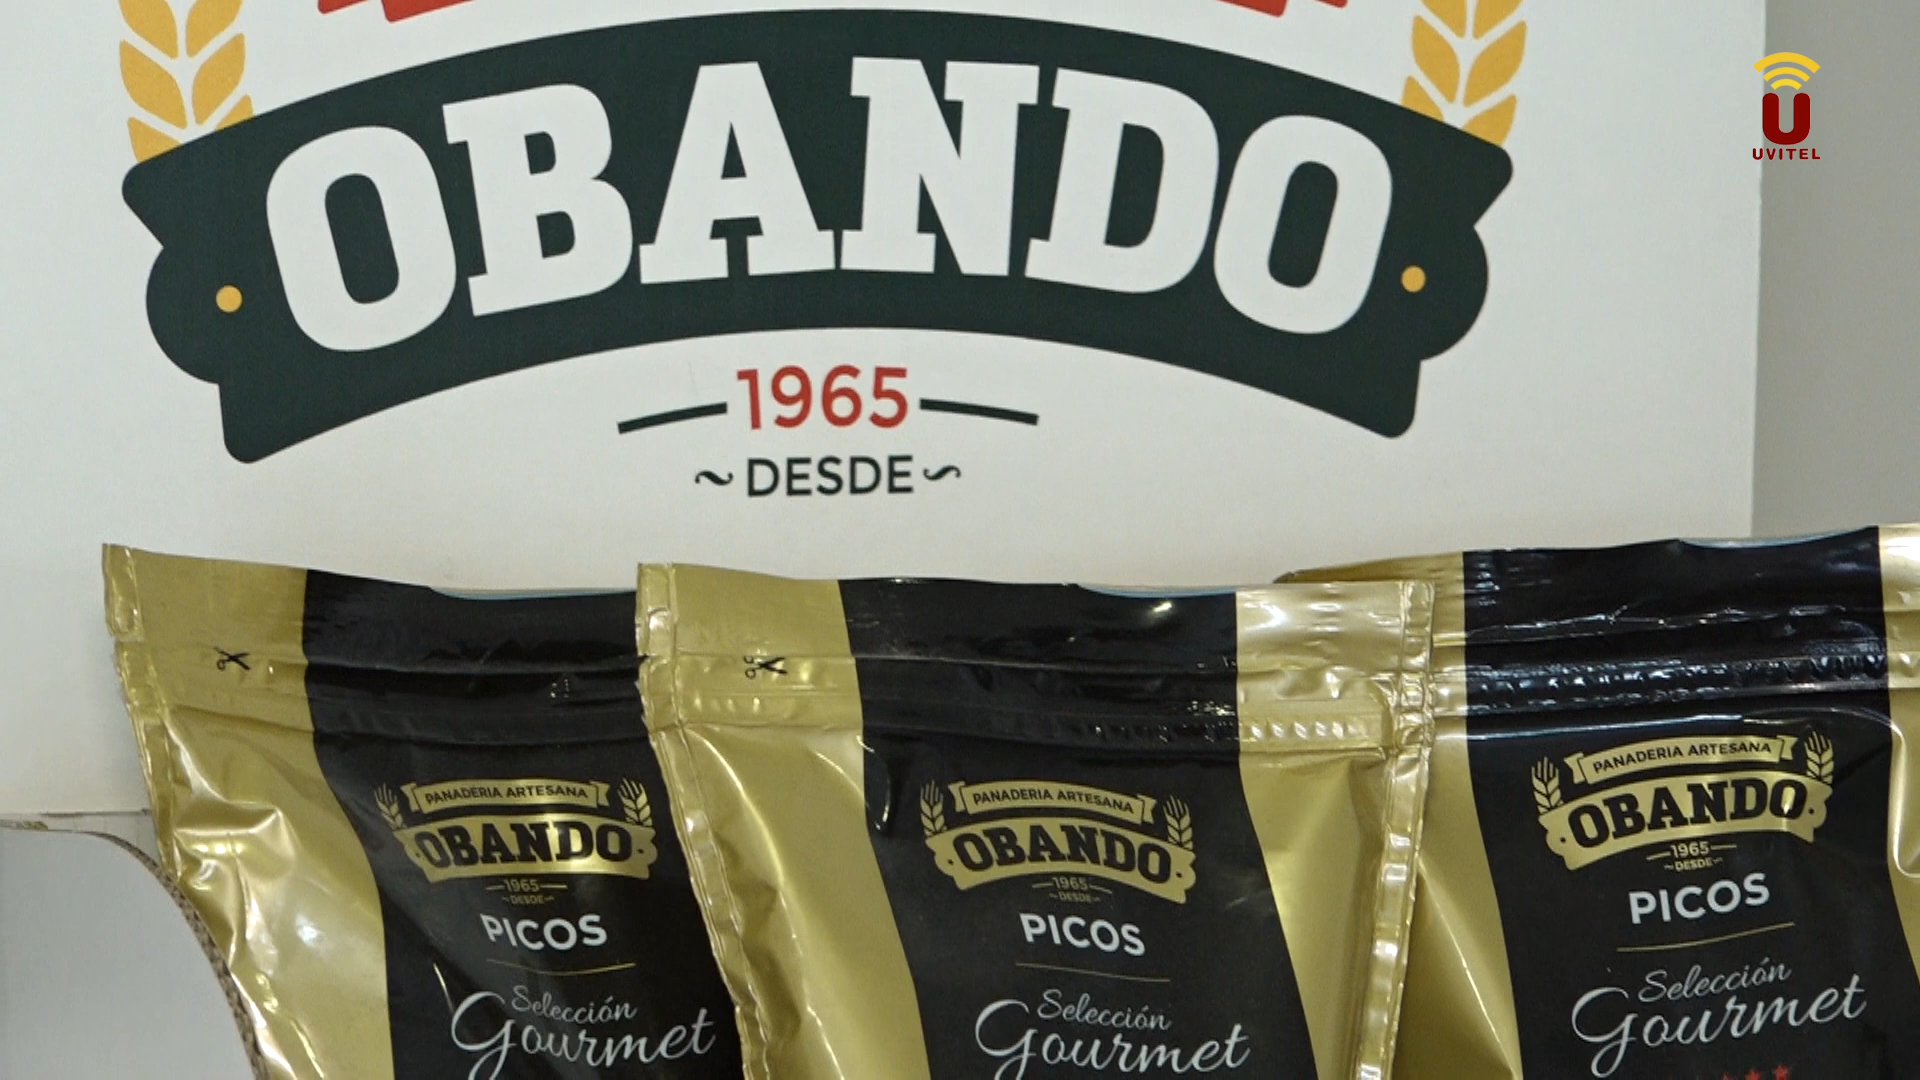 OBANDO
1965
~DESDE~
UVITEL
PANADERIA ARTESANA
OBANDO
1965
~DESDE~
PICOS
Selección
Gourmet
PANADERIA ARTESANA
OBANDO
1965
~DESDE~
PICOS
Selección
Gourmet
PANADERIA ARTESANA
OBANDO
1965
~DESDE~
PICOS
Selección
Gourmet